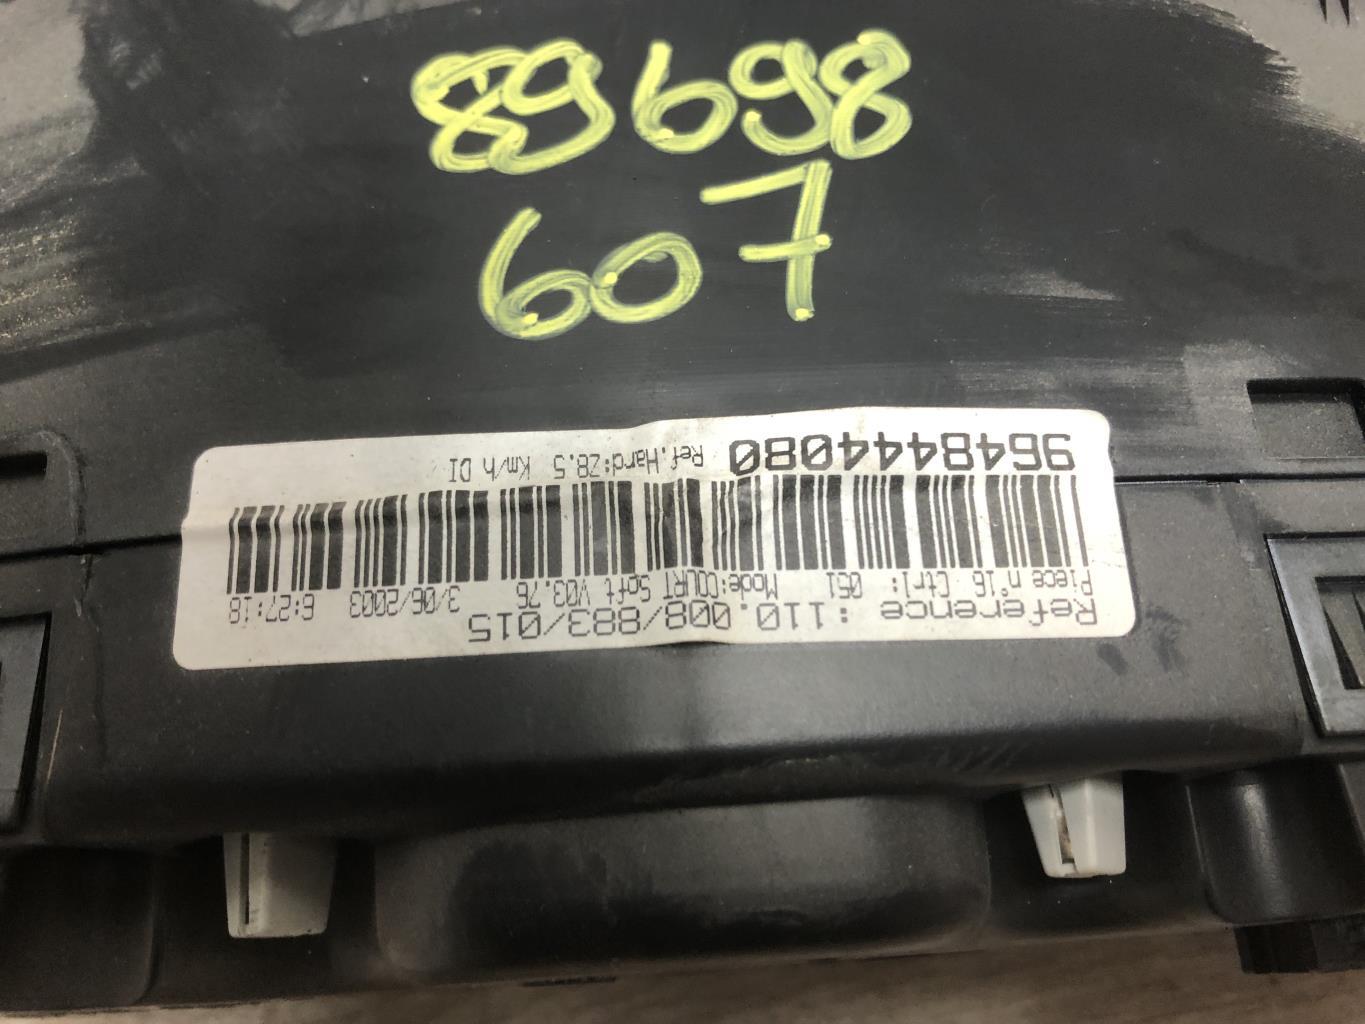 89698
607
Reference : 110.008/883/015
Piece n°16 Ctrl: 051 Mode:COURT Soft V03.76 3/06/2003 6:27:18
9648444080 Ref.Hard:Z8.5 Km/h DI